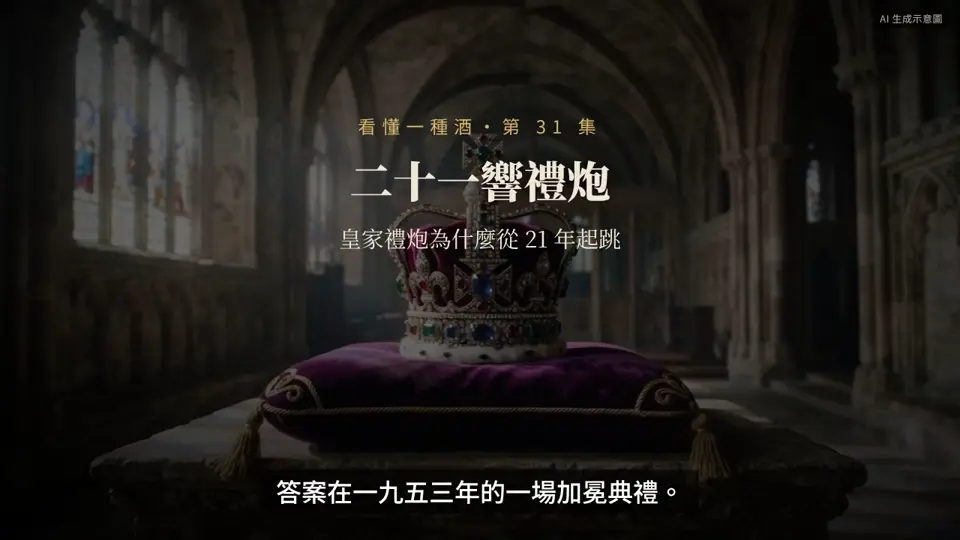 AI 生成示意圖
看懂一種酒・第 31 集
二十一響禮炮
皇家禮炮為什麼從 21 年起跳
答案在一九五三年的一場加冕典禮。